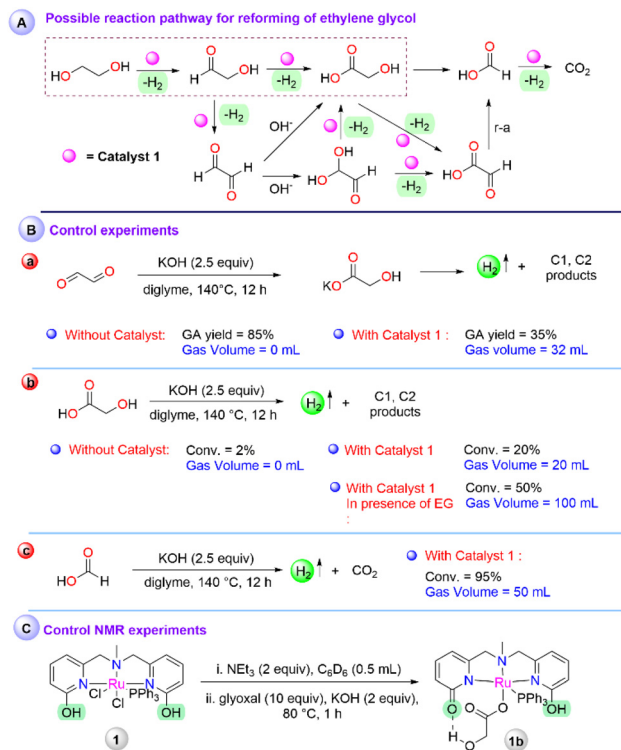 A Possible reaction pathway for reforming of ethylene glycol
HO OH -H₂ H O OH -H₂ HO O OH HO O H -H₂ CO₂
-H₂ OH⁻ -H₂ -H₂ r-a
= Catalyst 1
H O O H OH⁻ OH HO H O -H₂ HO O O H
B Control experiments
a
O O KOH (2.5 equiv) KO O OH H₂ + C1, C2
diglyme, 140°C, 12 h products
Without Catalyst: GA yield = 85% With Catalyst 1 : GA yield = 35%
Gas Volume = 0 mL Gas volume = 32 mL
b
HO O OH KOH (2.5 equiv) H₂ + C1, C2
diglyme, 140 °C, 12 h products
Without Catalyst: Conv. = 2% With Catalyst 1 Conv. = 20%
Gas Volume = 0 mL Gas Volume = 20 mL
With Catalyst 1 Conv. = 50%
In presence of EG Gas Volume = 100 mL
:
c
HO O H KOH (2.5 equiv) H₂ + CO₂ With Catalyst 1 :
diglyme, 140 °C, 12 h Conv. = 95%
Gas Volume = 50 mL
C Control NMR experiments
N N Ru N Cl PPh₃ Cl OH OH
1
i. NEt₃ (2 equiv), C₆D₆ (0.5 mL)
ii. glyoxal (10 equiv), KOH (2 equiv),
80 °C, 1 h
N N Ru N PPh₃ O O O OH H O
1b